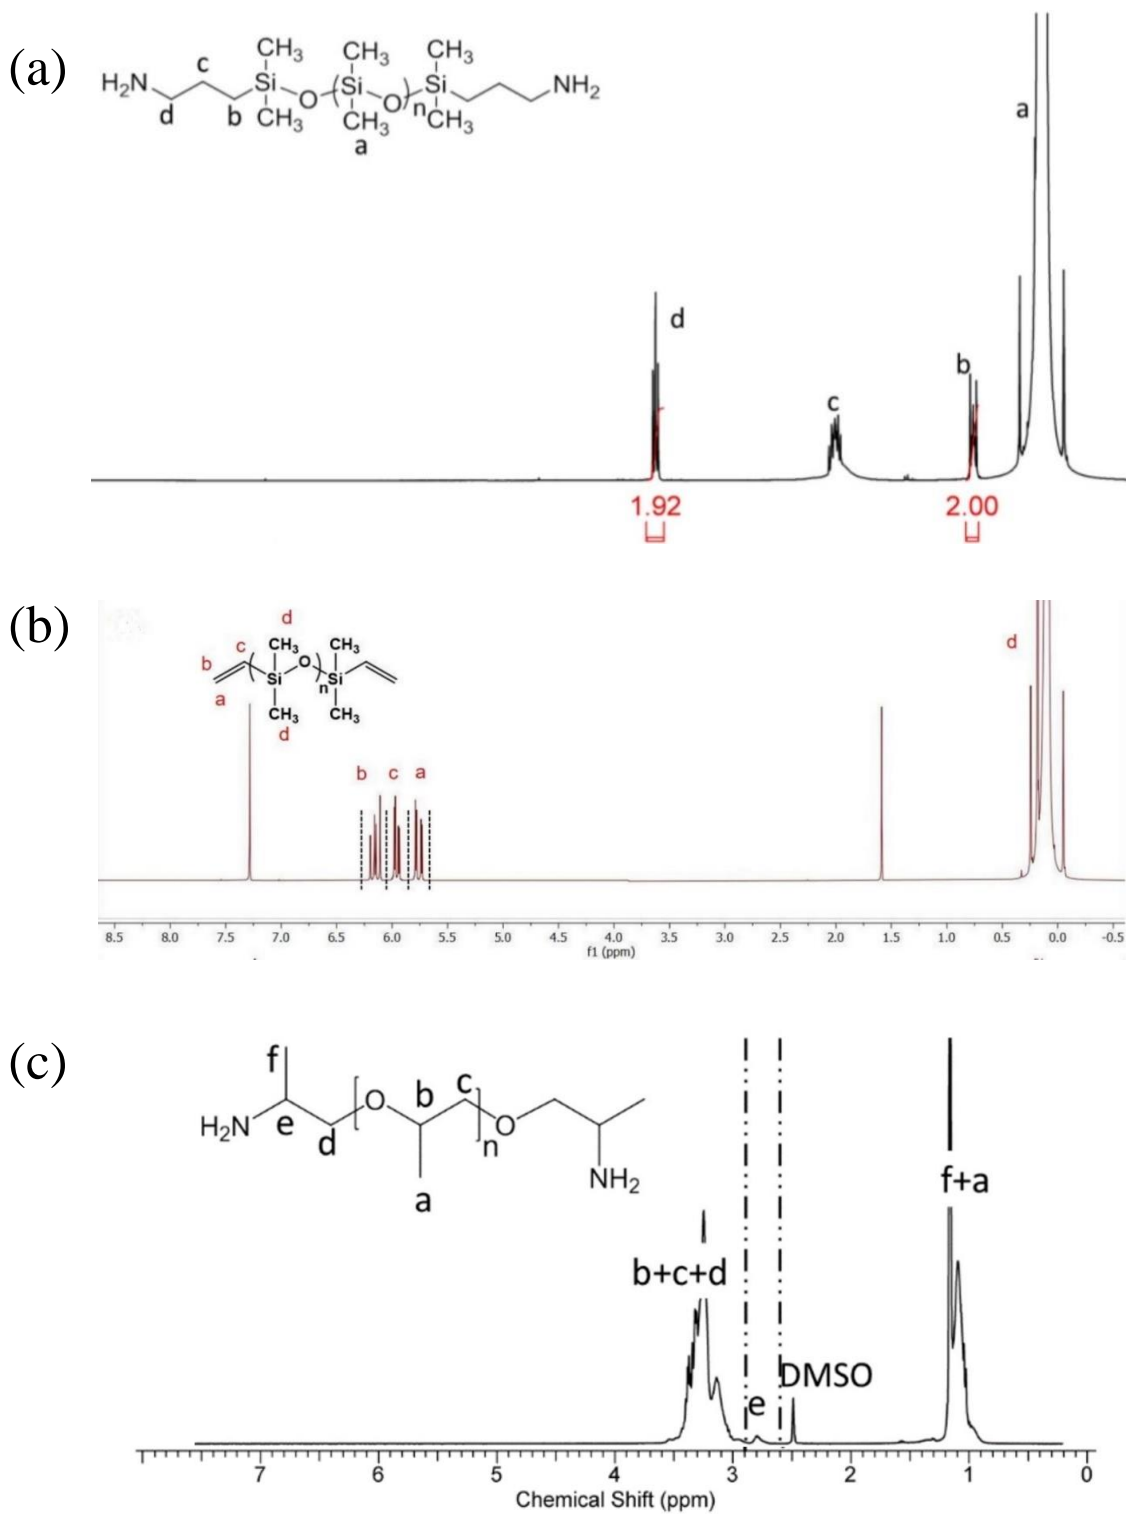 (a)
CH3 CH3 CH3
c
H2N Si O Si O n Si NH2
d b CH3 CH3 CH3
a
a
d
b
c
1.92 2.00
(b)
d
c CH3 CH3
b O
Si n Si
a
CH3 CH3
d
d
b c a
8.5 8.0 7.5 7.0 6.5 6.0 5.5 5.0 4.5 4.0 3.5 3.0 2.5 2.0 1.5 1.0 0.5 0.0 -0.5
f1 (ppm)
(c)
f
O b c
H2N e d n O
NH2
a
f+a
b+c+d
DMSO
e
7 6 5 4 3 2 1 0
Chemical Shift (ppm)